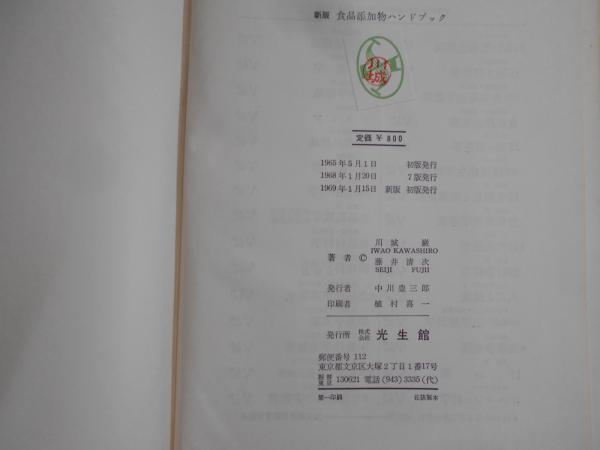 新版 食品添加物ハンドブック
川城
定価 ¥ 800
1965年5月1日 初版発行
1968年1月20日 7版発行
1969年1月15日 新版 初版発行
川城 巌
IWAO KAWASHIRO
著者 ©
藤井清次
SEIJI FUJII
発行者 中川豊三郎
印刷者 植村喜一
発行所 株式会社 光生館
郵便番号 112
東京都文京区大塚2丁目1番17号
振替東京 130621 電話 (943) 3335 (代)
第一印刷